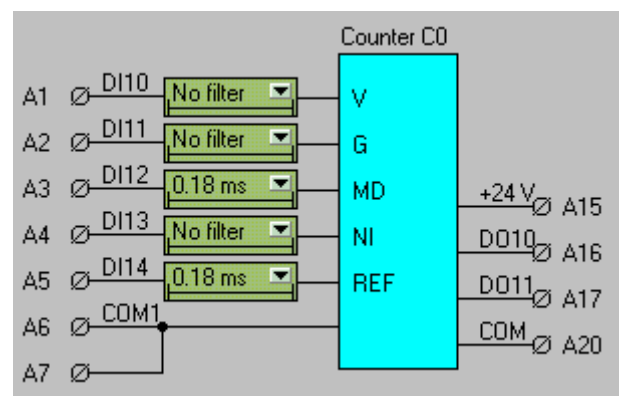 Counter C0
A1 DI10 No filter V
A2 DI11 No filter G
A3 DI12 0.18 ms MD +24 V A15
A4 DI13 No filter NI DO10 A16
A5 DI14 0.18 ms REF DO11 A17
A6 COM1 COM A20
A7